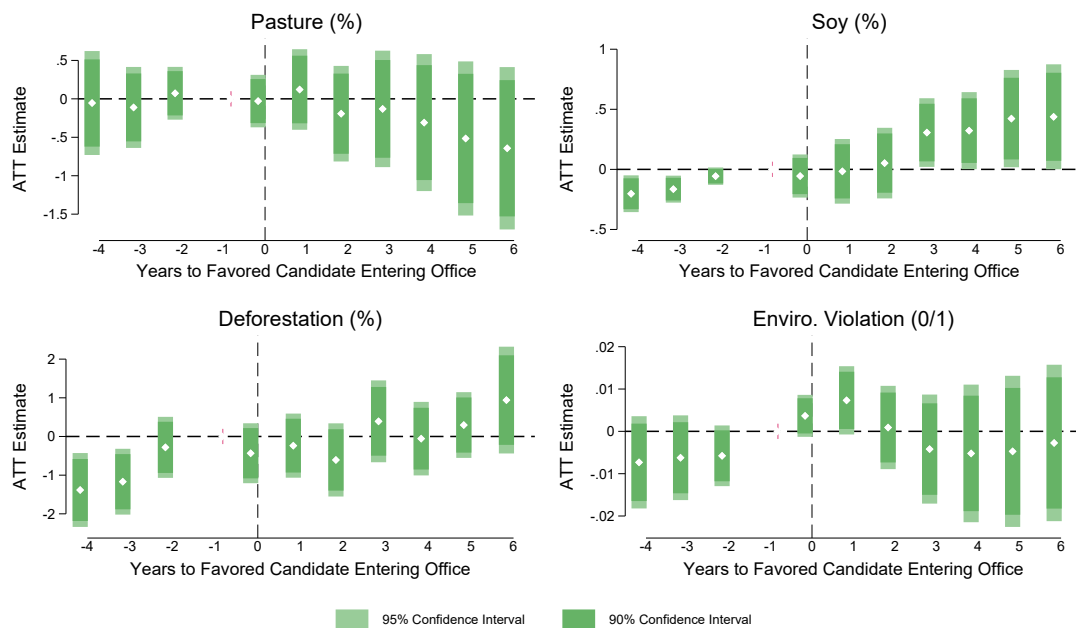 Pasture (%)
ATT Estimate
.5
0
-.5
-1
-1.5
-4 -3 -2 -1 0 1 2 3 4 5 6
Years to Favored Candidate Entering Office
Soy (%)
ATT Estimate
1
.5
0
-.5
-4 -3 -2 -1 0 1 2 3 4 5 6
Years to Favored Candidate Entering Office
Deforestation (%)
ATT Estimate
2
1
0
-1
-2
-4 -3 -2 -1 0 1 2 3 4 5 6
Years to Favored Candidate Entering Office
Enviro. Violation (0/1)
ATT Estimate
.02
.01
0
-.01
-.02
-4 -3 -2 -1 0 1 2 3 4 5 6
Years to Favored Candidate Entering Office
95% Confidence Interval
90% Confidence Interval